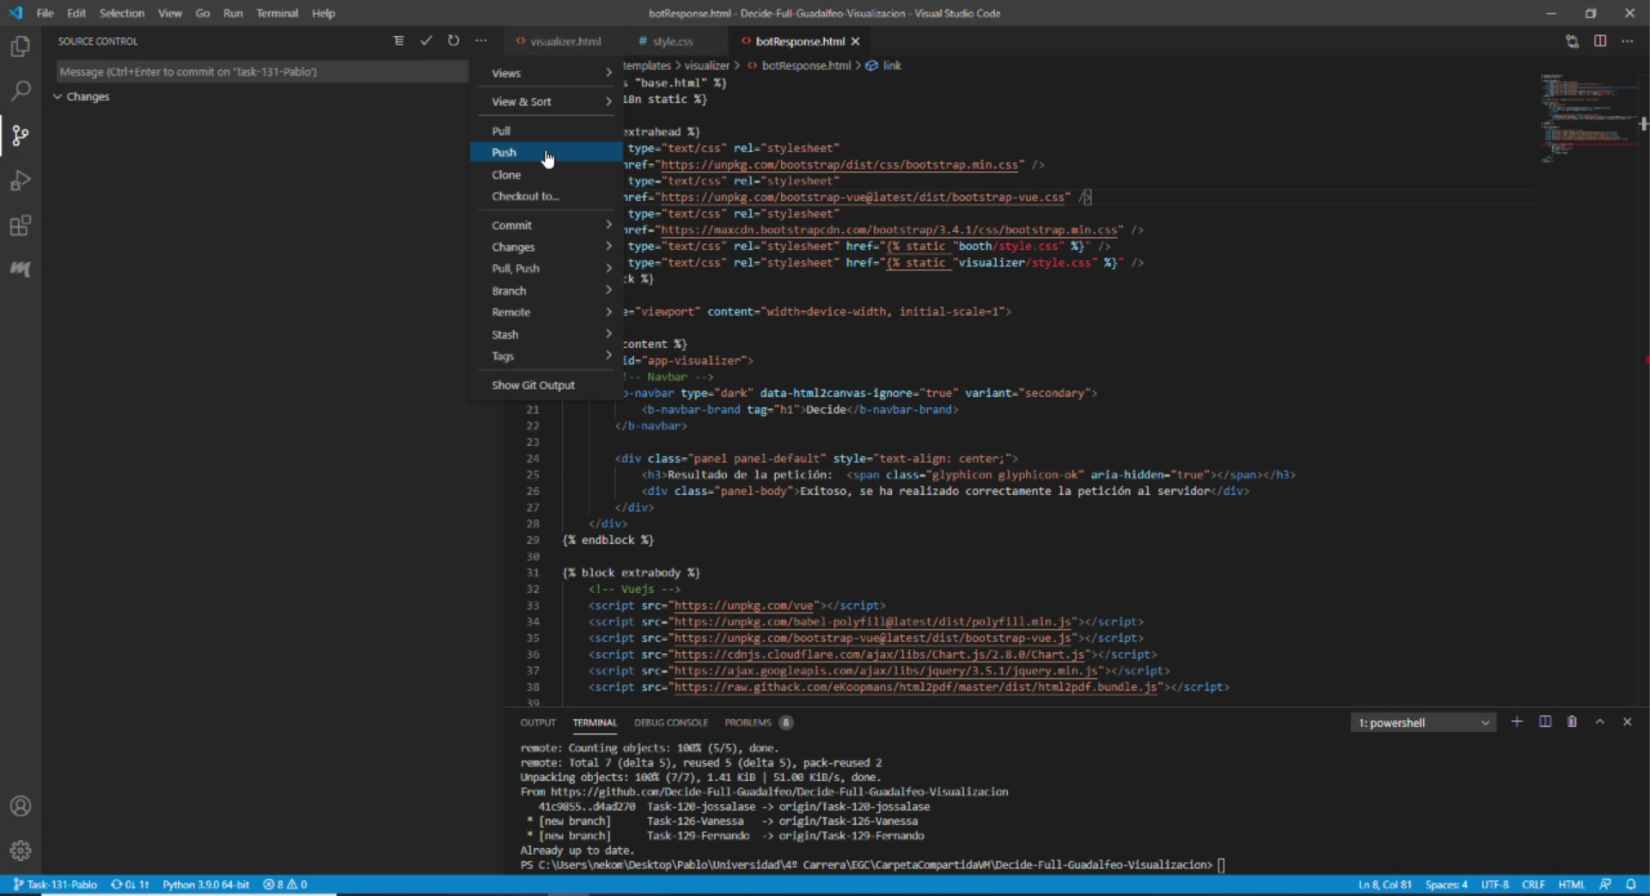 File Edit Selection View Go Run Terminal Help
botResponse.html - Decide-Full-Guadalfeo-Visualizacion - Visual Studio Code
SOURCE CONTROL
Message (Ctrl+Enter to commit on 'Task-131-Pablo')
Changes
Views
View & Sort
Pull
Push
Clone
Checkout to...
Commit
Changes
Pull, Push
Branch
Remote
Stash
Tags
Show Git Output
visualizer.html
# style.css
botResponse.html
templates > visualizer > botResponse.html > link
s "base.html" %}
18n static %}
extrahead %}
type="text/css" rel="stylesheet"
href="https://unpkg.com/bootstrap/dist/css/bootstrap.min.css" />
type="text/css" rel="stylesheet"
href="https://unpkg.com/bootstrap-vue@latest/dist/bootstrap-vue.css" />
type="text/css" rel="stylesheet"
href="https://maxcdn.bootstrapcdn.com/bootstrap/3.4.1/css/bootstrap.min.css" />
type="text/css" rel="stylesheet" href="{% static "booth/style.css" %}" />
type="text/css" rel="stylesheet" href="{% static "visualizer/style.css" %}" />
ck %}
e="viewport" content="width=device-width, initial-scale=1">
content %}
id="app-visualizer">
!-- Navbar -->
b-navbar type="dark" data-html2canvas-ignore="true" variant="secondary">
21 <b-navbar-brand tag="h1">Decide</b-navbar-brand>
22 </b-navbar>
23
24 <div class="panel panel-default" style="text-align: center;">
25 <h3>Resultado de la petición: <span class="glyphicon glyphicon-ok" aria-hidden="true"></span></h3>
26 <div class="panel-body">Exitoso, se ha realizado correctamente la petición al servidor</div>
27 </div>
28 </div>
29 {% endblock %}
30
31 {% block extrabody %}
32 <!-- Vuejs -->
33 <script src="https://unpkg.com/vue"></script>
34 <script src="https://unpkg.com/babel-polyfill@latest/dist/polyfill.min.js"></script>
35 <script src="https://unpkg.com/bootstrap-vue@latest/dist/bootstrap-vue.js"></script>
36 <script src="https://cdnjs.cloudflare.com/ajax/libs/Chart.js/2.8.0/Chart.js"></script>
37 <script src="https://ajax.googleapis.com/ajax/libs/jquery/3.5.1/jquery.min.js"></script>
38 <script src="https://raw.githack.com/eKoopmans/html2pdf/master/dist/html2pdf.bundle.js"></script>
39
OUTPUT TERMINAL DEBUG CONSOLE PROBLEMS 8
1: powershell
remote: Counting objects: 100% (5/5), done.
remote: Total 7 (delta 5), reused 5 (delta 5), pack-reused 2
Unpacking objects: 100% (7/7), 1.41 KiB | 51.00 KiB/s, done.
From https://github.com/Decide-Full-Guadalfeo/Decide-Full-Guadalfeo-Visualizacion
41c9855..d4ad270 Task-120-jossalase -> origin/Task-120-jossalase
* [new branch] Task-126-Vanessa -> origin/Task-126-Vanessa
* [new branch] Task-129-Fernando -> origin/Task-129-Fernando
Already up to date.
PS C:\Users\nekom\Desktop\Pablo\Universidad\4º Carrera\EGC\CarpetaCompartidaVM\Decide-Full-Guadalfeo-Visualizacion>
Task-131-Pablo 0↓ 1↑ Python 3.9.0 64-bit 8 0
Ln 8, Col 81 Spaces: 4 UTF-8 CRLF HTML